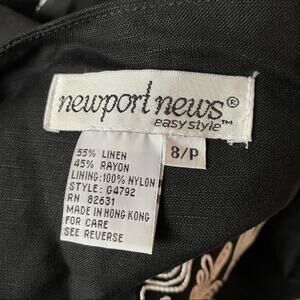 newport news®
easy style™
8/P
55% LINEN
45% RAYON
LINING:100% NYLON
STYLE: G4792
RN 82631
MADE IN HONG KONG
FOR CARE
SEE REVERSE